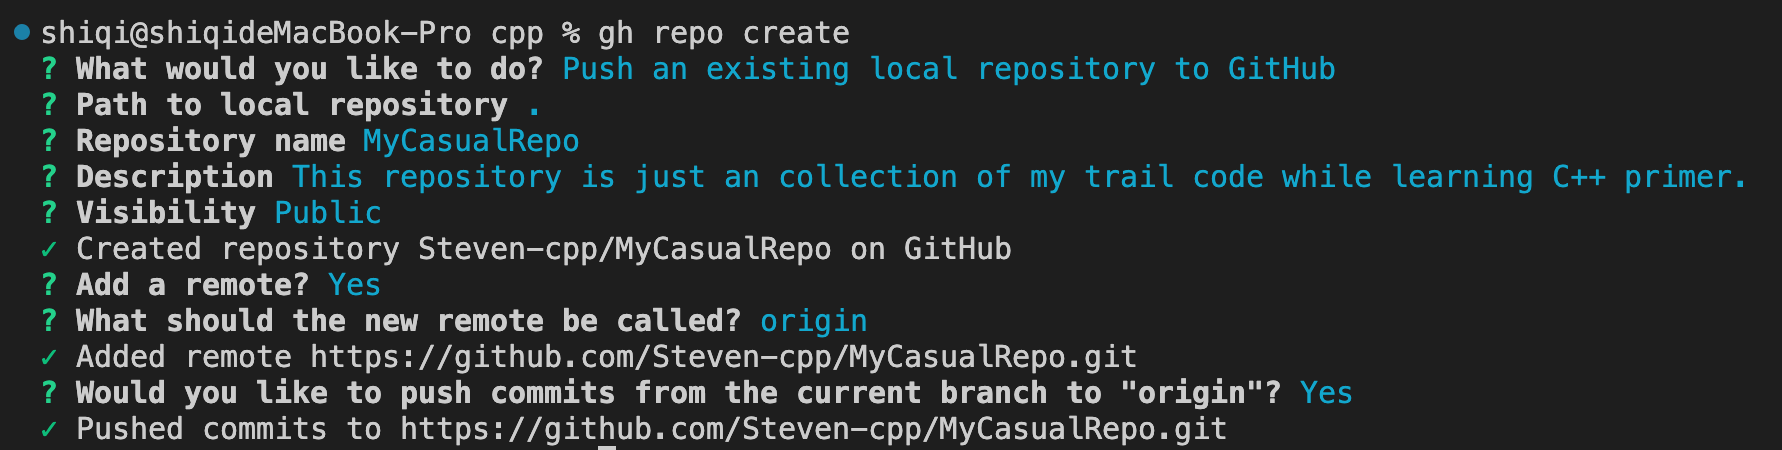 shiqi@shiqideMacBook-Pro cpp % gh repo create
? What would you like to do? Push an existing local repository to GitHub
? Path to local repository .
? Repository name MyCasualRepo
? Description This repository is just an collection of my trail code while learning C++ primer.
? Visibility Public
✓ Created repository Steven-cpp/MyCasualRepo on GitHub
? Add a remote? Yes
? What should the new remote be called? origin
✓ Added remote https://github.com/Steven-cpp/MyCasualRepo.git
? Would you like to push commits from the current branch to "origin"? Yes
✓ Pushed commits to https://github.com/Steven-cpp/MyCasualRepo.git